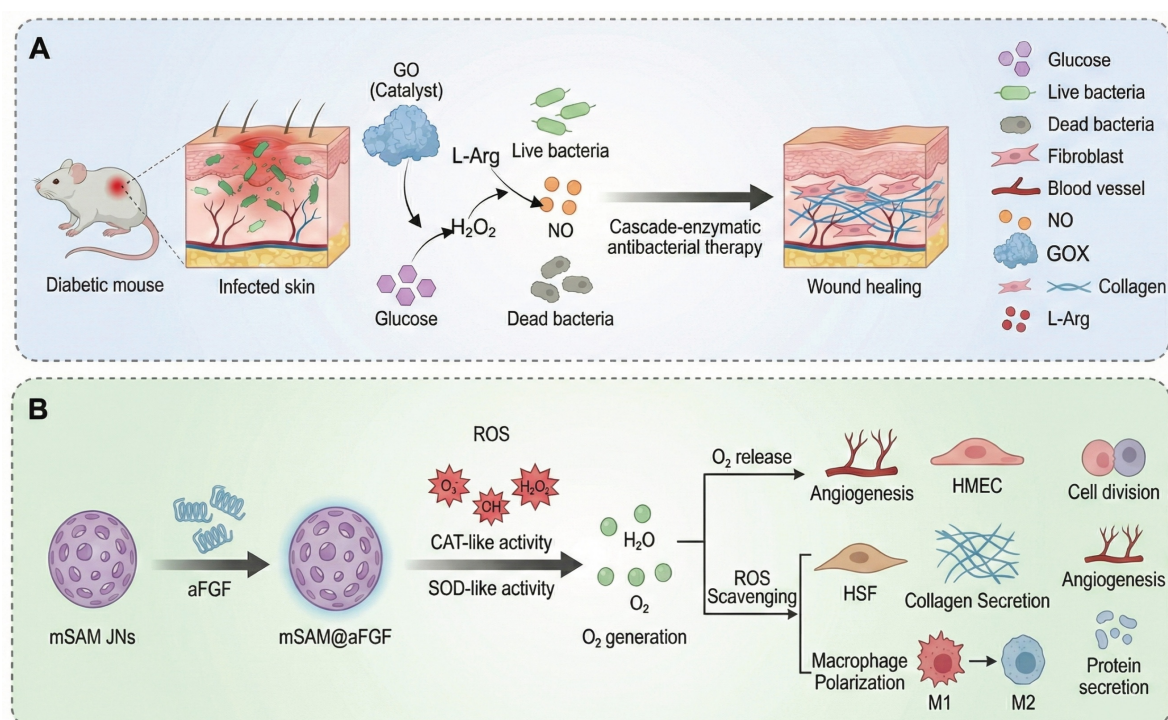 A
GO
(Catalyst)
L-Arg
Live bacteria
H₂O₂
NO
Glucose
Dead bacteria
Diabetic mouse
Infected skin
Cascade-enzymatic
antibacterial therapy
Wound healing
Glucose
Live bacteria
Dead bacteria
Fibroblast
Blood vessel
NO
GOX
Collagen
L-Arg
B
mSAM JNs
aFGF
mSAM@aFGF
ROS
O₃⁻
CH
H₂O₂
CAT-like activity
SOD-like activity
H₂O
O₂
O₂ generation
O₂ release
Angiogenesis
HMEC
Cell division
ROS
Scavenging
HSF
Collagen Secretion
Angiogenesis
Macrophage
Polarization
M1
M2
Protein
secretion